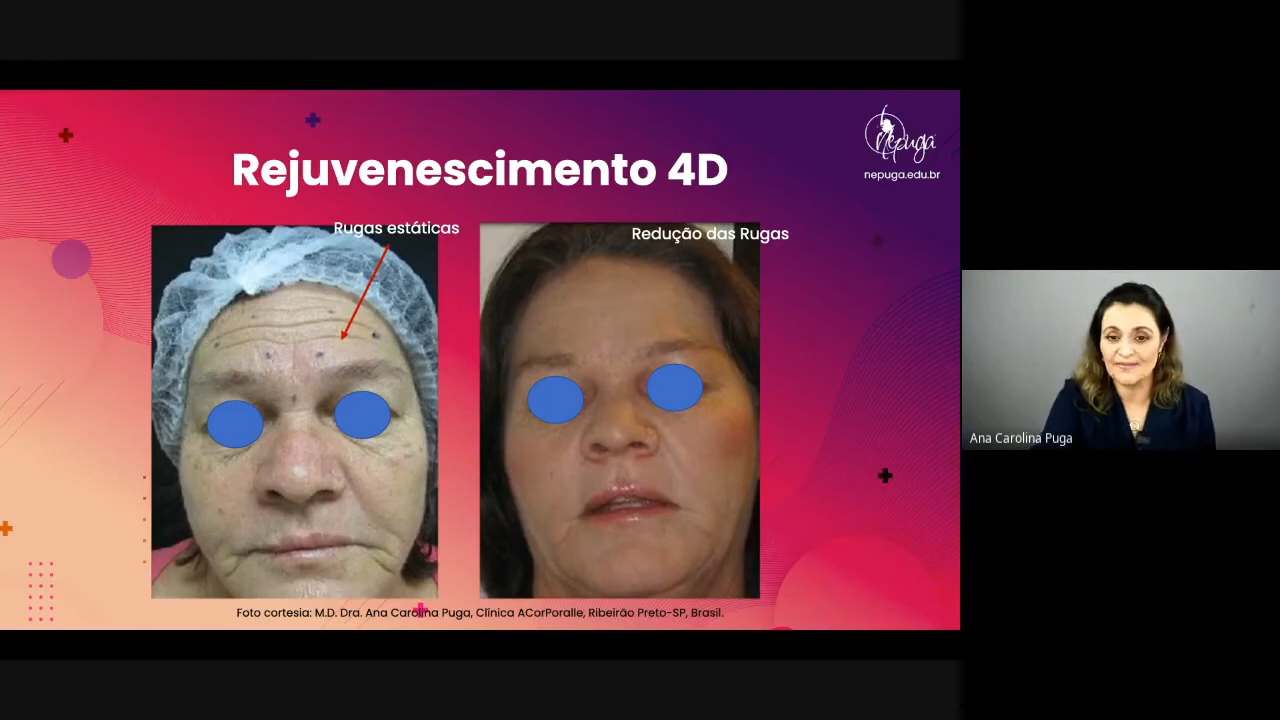 nepuga
nepuga.edu.br
Rejuvenescimento 4D
Rugas estáticas
Redução das Rugas
Foto cortesia: M.D. Dra. Ana Carolina Puga, Clínica ACorPoralle, Ribeirão Preto-SP, Brasil.
Ana Carolina Puga